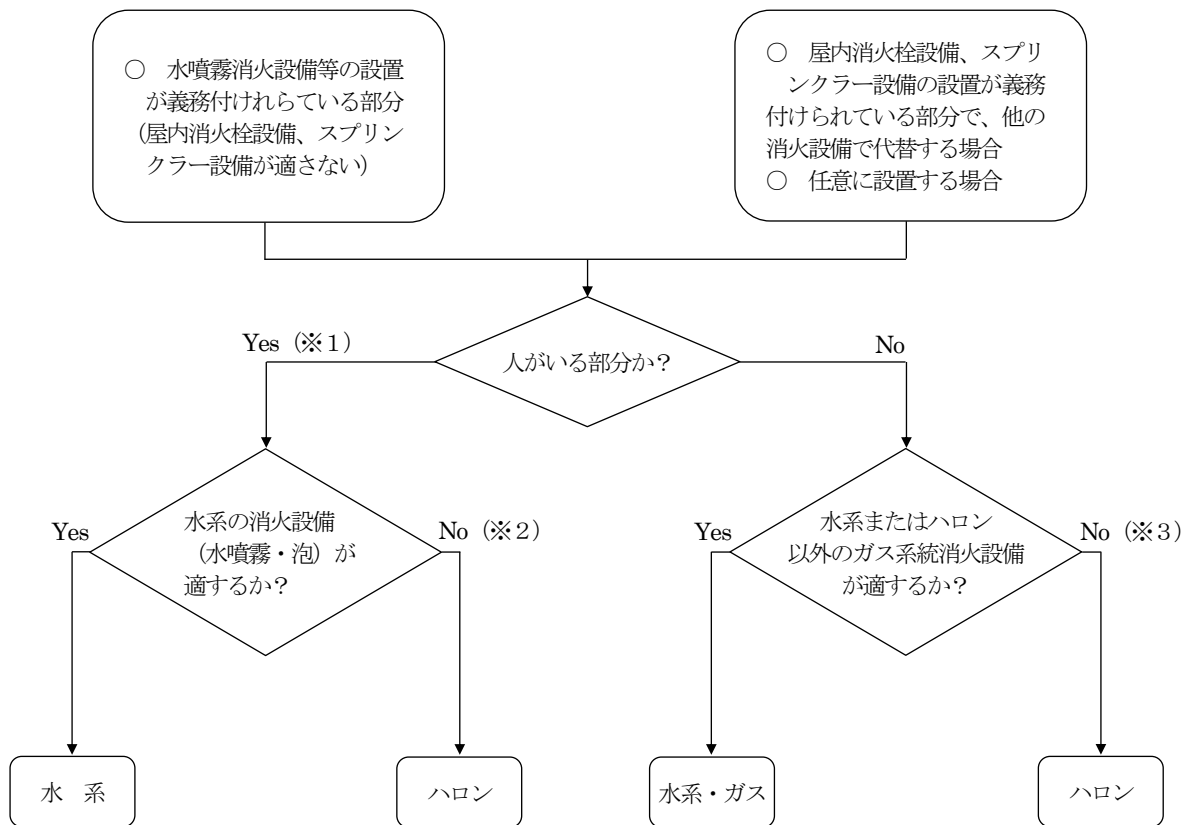 ○ 水噴霧消火設備等の設置
が義務付けれらている部分
(屋内消火栓設備、スプリン
クラー設備が適さない)
○ 屋内消火栓設備、スプリ
ンクラー設備の設置が義務
付けられている部分で、他の
消火設備で代替する場合
○ 任意に設置する場合
Yes(※1)
人がいる部分か?
No
Yes
水系の消火設備
(水噴霧・泡)が
適するか?
No(※2)
Yes
水系またはハロン
以外のガス系統消火設備
が適するか?
No(※3)
水 系
ハロン
水系・ガス
ハロン